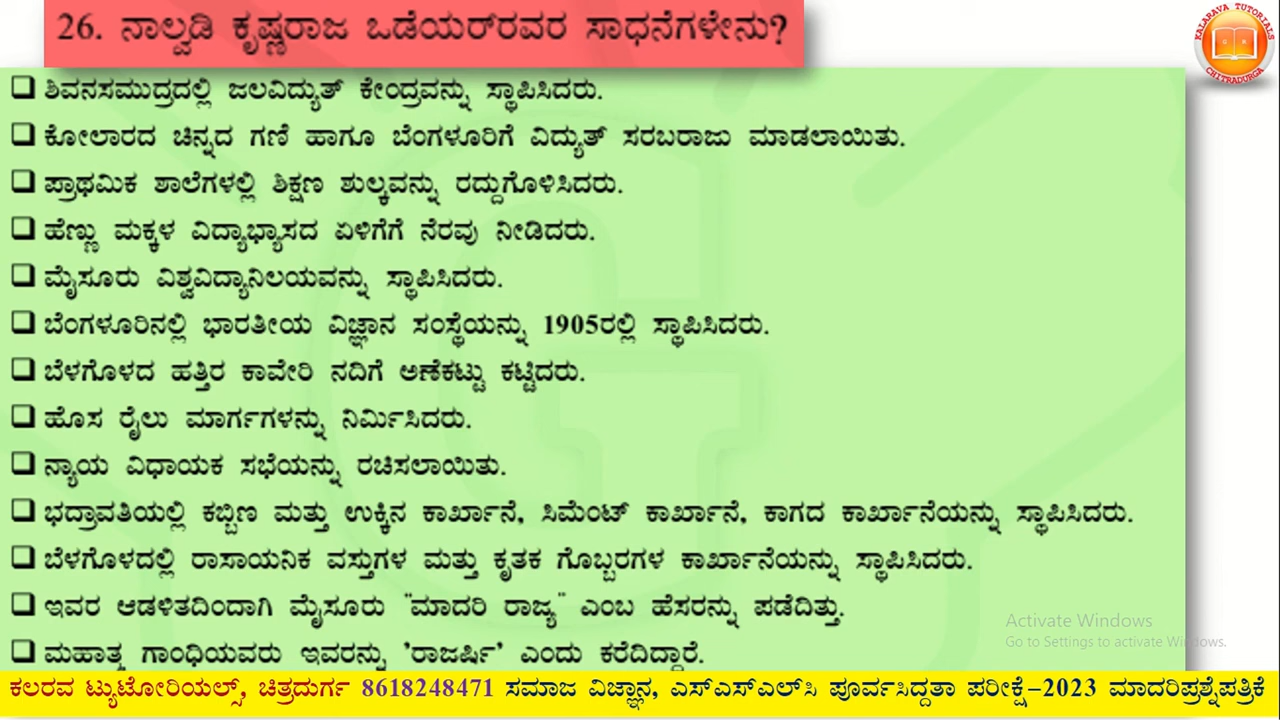 26. ನಾಲ್ವಡಿ ಕೃಷ್ಣರಾಜ ಒಡೆಯರ್‌ರವರ ಸಾಧನೆಗಳೇನು?
KALARAVA TUTORIALS
CHITRADURGA
❑ ಶಿವನಸಮುದ್ರದಲ್ಲಿ ಜಲವಿದ್ಯುತ್ ಕೇಂದ್ರವನ್ನು ಸ್ಥಾಪಿಸಿದರು.
❑ ಕೋಲಾರದ ಚಿನ್ನದ ಗಣಿ ಹಾಗೂ ಬೆಂಗಳೂರಿಗೆ ವಿದ್ಯುತ್ ಸರಬರಾಜು ಮಾಡಲಾಯಿತು.
❑ ಪ್ರಾಥಮಿಕ ಶಾಲೆಗಳಲ್ಲಿ ಶಿಕ್ಷಣ ಶುಲ್ಕವನ್ನು ರದ್ದುಗೊಳಿಸಿದರು.
❑ ಹೆಣ್ಣು ಮಕ್ಕಳ ವಿದ್ಯಾಭ್ಯಾಸದ ಏಳಿಗೆಗೆ ನೆರವು ನೀಡಿದರು.
❑ ಮೈಸೂರು ವಿಶ್ವವಿದ್ಯಾನಿಲಯವನ್ನು ಸ್ಥಾಪಿಸಿದರು.
❑ ಬೆಂಗಳೂರಿನಲ್ಲಿ ಭಾರತೀಯ ವಿಜ್ಞಾನ ಸಂಸ್ಥೆಯನ್ನು 1905ರಲ್ಲಿ ಸ್ಥಾಪಿಸಿದರು.
❑ ಬೆಳಗೊಳದ ಹತ್ತಿರ ಕಾವೇರಿ ನದಿಗೆ ಅಣೆಕಟ್ಟು ಕಟ್ಟಿದರು.
❑ ಹೊಸ ರೈಲು ಮಾರ್ಗಗಳನ್ನು ನಿರ್ಮಿಸಿದರು.
❑ ನ್ಯಾಯ ವಿಧಾಯಕ ಸಭೆಯನ್ನು ರಚಿಸಲಾಯಿತು.
❑ ಭದ್ರಾವತಿಯಲ್ಲಿ ಕಬ್ಬಿಣ ಮತ್ತು ಉಕ್ಕಿನ ಕಾರ್ಖಾನೆ, ಸಿಮೆಂಟ್ ಕಾರ್ಖಾನೆ, ಕಾಗದ ಕಾರ್ಖಾನೆಯನ್ನು ಸ್ಥಾಪಿಸಿದರು.
❑ ಬೆಳಗೊಳದಲ್ಲಿ ರಾಸಾಯನಿಕ ವಸ್ತುಗಳ ಮತ್ತು ಕೃತಕ ಗೊಬ್ಬರಗಳ ಕಾರ್ಖಾನೆಯನ್ನು ಸ್ಥಾಪಿಸಿದರು.
❑ ಇವರ ಆಡಳಿತದಿಂದಾಗಿ ಮೈಸೂರು "ಮಾದರಿ ರಾಜ್ಯ" ಎಂಬ ಹೆಸರನ್ನು ಪಡೆದಿತ್ತು.
❑ ಮಹಾತ್ಮ ಗಾಂಧಿಯವರು ಇವರನ್ನು 'ರಾಜರ್ಷಿ' ಎಂದು ಕರೆದಿದ್ದಾರೆ.
Activate Windows
Go to Settings to activate Windows.
ಕಲರವ ಟ್ಯುಟೋರಿಯಲ್ಸ್, ಚಿತ್ರದುರ್ಗ 8618248471 ಸಮಾಜ ವಿಜ್ಞಾನ, ಎಸ್‌ಎಸ್‌ಎಲ್‌ಸಿ ಪೂರ್ವಸಿದ್ದತಾ ಪರೀಕ್ಷೆ-2023 ಮಾದರಿಪ್ರಶ್ನೆಪತ್ರಿಕೆ